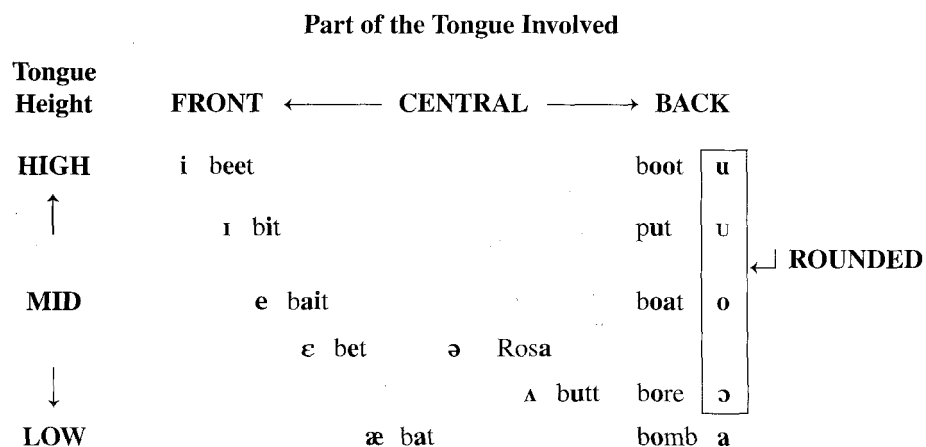 Part of the Tongue Involved
Tongue
Height FRONT ← CENTRAL → BACK
HIGH i beet boot u
ɪ bit put ʊ
ROUNDED
MID e bait boat o
ɛ bet ə Rosa
ʌ butt bore ɔ
LOW æ bat bomb a